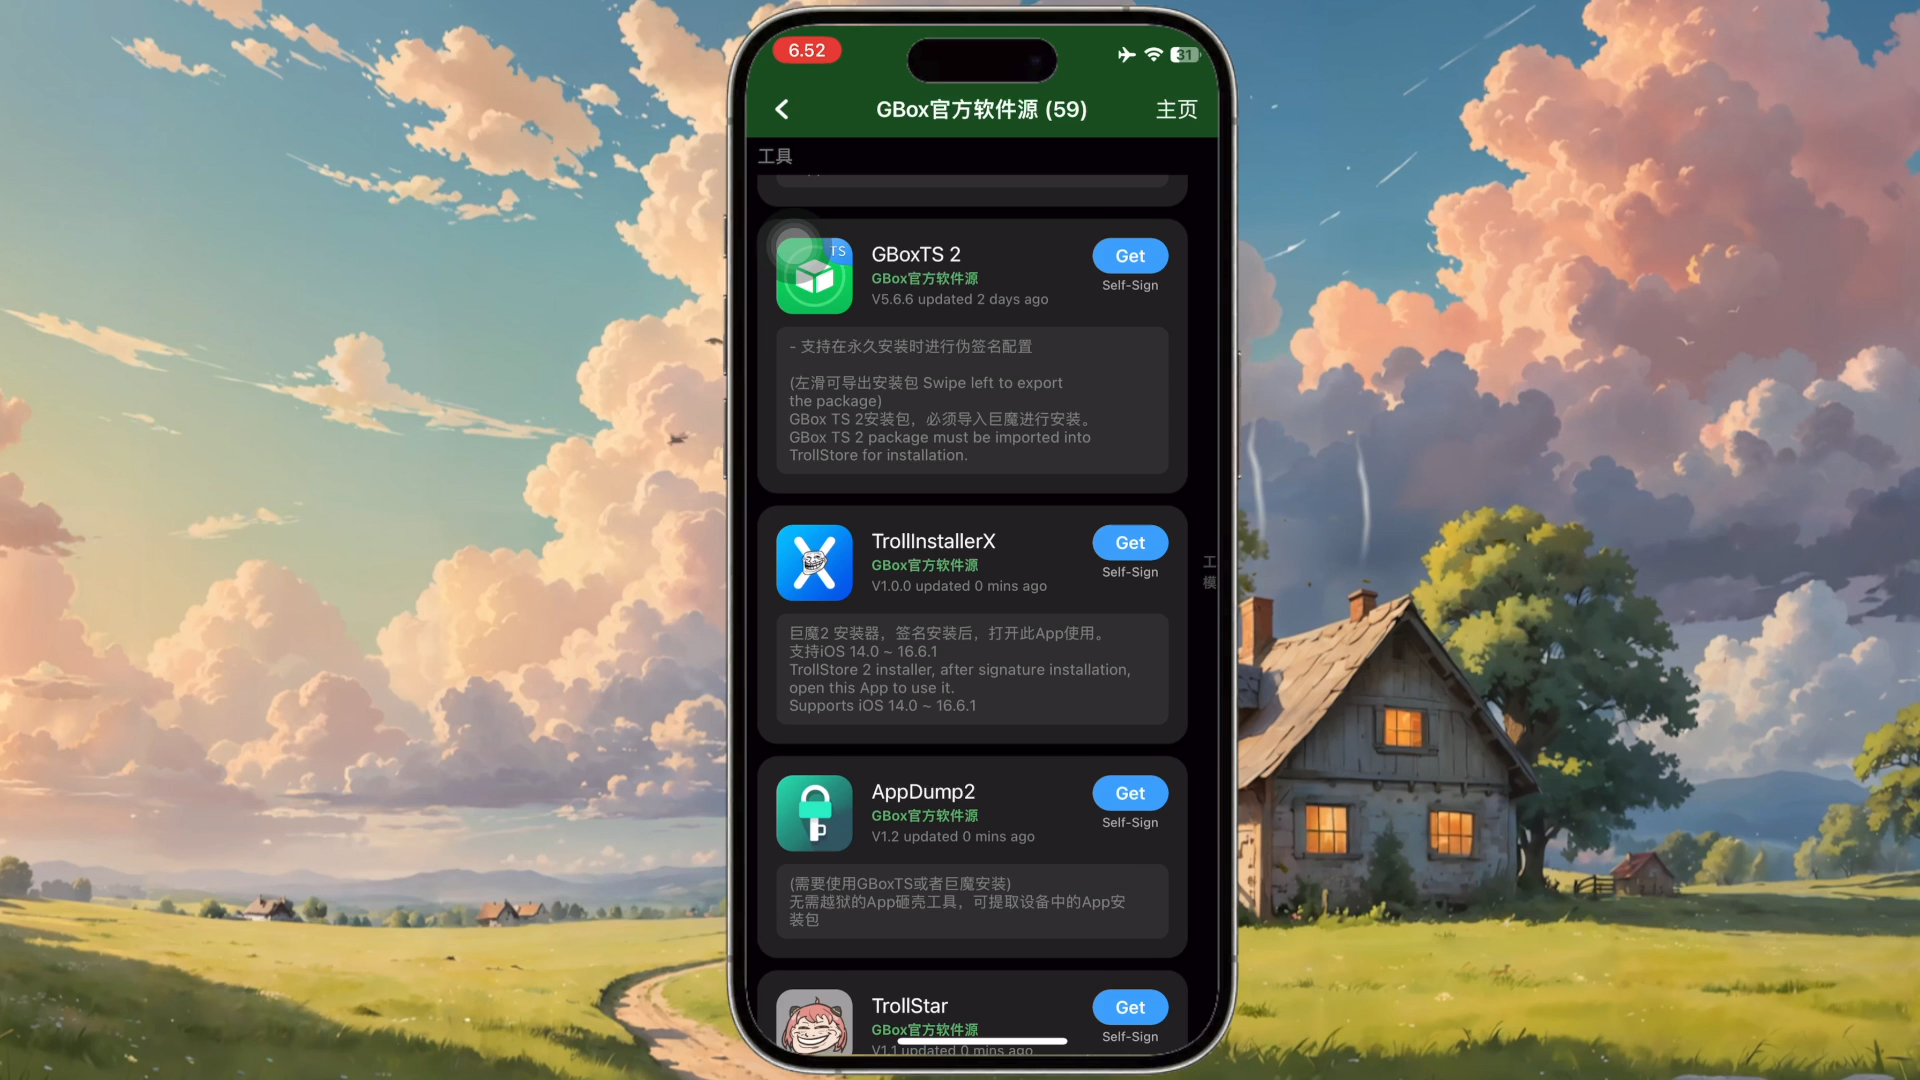 6.52
31
GBox官方软件源 (59)
主页
工具
TS
GBoxTS 2
Get
GBox官方软件源
Self-Sign
V5.6.6 updated 2 days ago
- 支持在永久安装时进行伪签名配置
(左滑可导出安装包 Swipe left to export
the package)
GBox TS 2安装包，必须导入巨魔进行安装。
GBox TS 2 package must be imported into
TrollStore for installation.
TrollInstallerX
Get
GBox官方软件源
Self-Sign
V1.0.0 updated 0 mins ago
工
模
巨魔2 安装器，签名安装后，打开此App使用。
支持iOS 14.0 ~ 16.6.1
TrollStore 2 installer, after signature installation,
open this App to use it.
Supports iOS 14.0 ~ 16.6.1
AppDump2
Get
GBox官方软件源
Self-Sign
V1.2 updated 0 mins ago
(需要使用GBoxTS或者巨魔安装)
无需越狱的App砸壳工具，可提取设备中的App安
装包
TrollStar
Get
GBox官方软件源
Self-Sign
V1.1 updated 0 mins ago